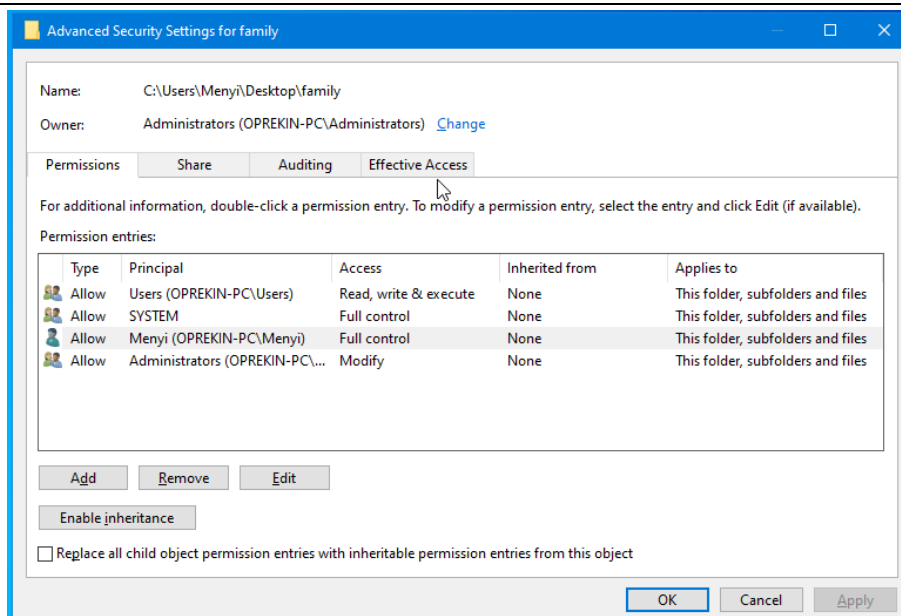 Advanced Security Settings for family
Name: C:\Users\Menyi\Desktop\family
Owner: Administrators (OPREKIN-PC\Administrators) Change
Permissions Share Auditing Effective Access
For additional information, double-click a permission entry. To modify a permission entry, select the entry and click Edit (if available).
Permission entries:
Type Principal Access Inherited from Applies to
Allow Users (OPREKIN-PC\Users) Read, write & execute None This folder, subfolders and files
Allow SYSTEM Full control None This folder, subfolders and files
Allow Menyi (OPREKIN-PC\Menyi) Full control None This folder, subfolders and files
Allow Administrators (OPREKIN-PC\... Modify None This folder, subfolders and files
Add Remove Edit
Enable inheritance
Replace all child object permission entries with inheritable permission entries from this object
OK Cancel Apply